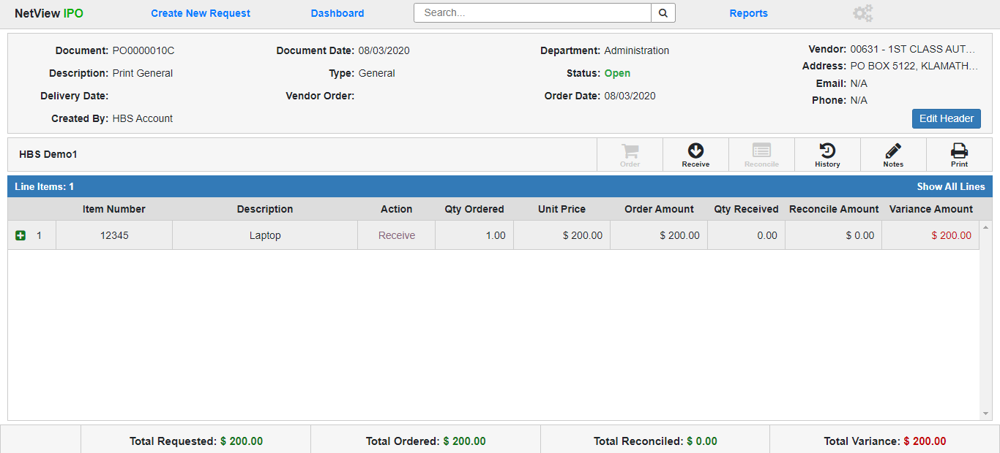 NetView IPO Create New Request Dashboard Search... Reports
Document: PO0000010C Document Date: 08/03/2020 Department: Administration Vendor: 00631 - 1ST CLASS AUT...
Address: PO BOX 5122, KLAMATH...
Description: Print General Type: General Status: Open
Email: N/A
Delivery Date: Vendor Order: Order Date: 08/03/2020
Phone: N/A
Created By: HBS Account Edit Header
HBS Demo1
Order Receive Reconcile History Notes Print
Line Items: 1 Show All Lines
Item Number Description Action Qty Ordered Unit Price Order Amount Qty Received Reconcile Amount Variance Amount
1 12345 Laptop Receive 1.00 $ 200.00 $ 200.00 0.00 $ 0.00 $ 200.00
Total Requested: $ 200.00 Total Ordered: $ 200.00 Total Reconciled: $ 0.00 Total Variance: $ 200.00